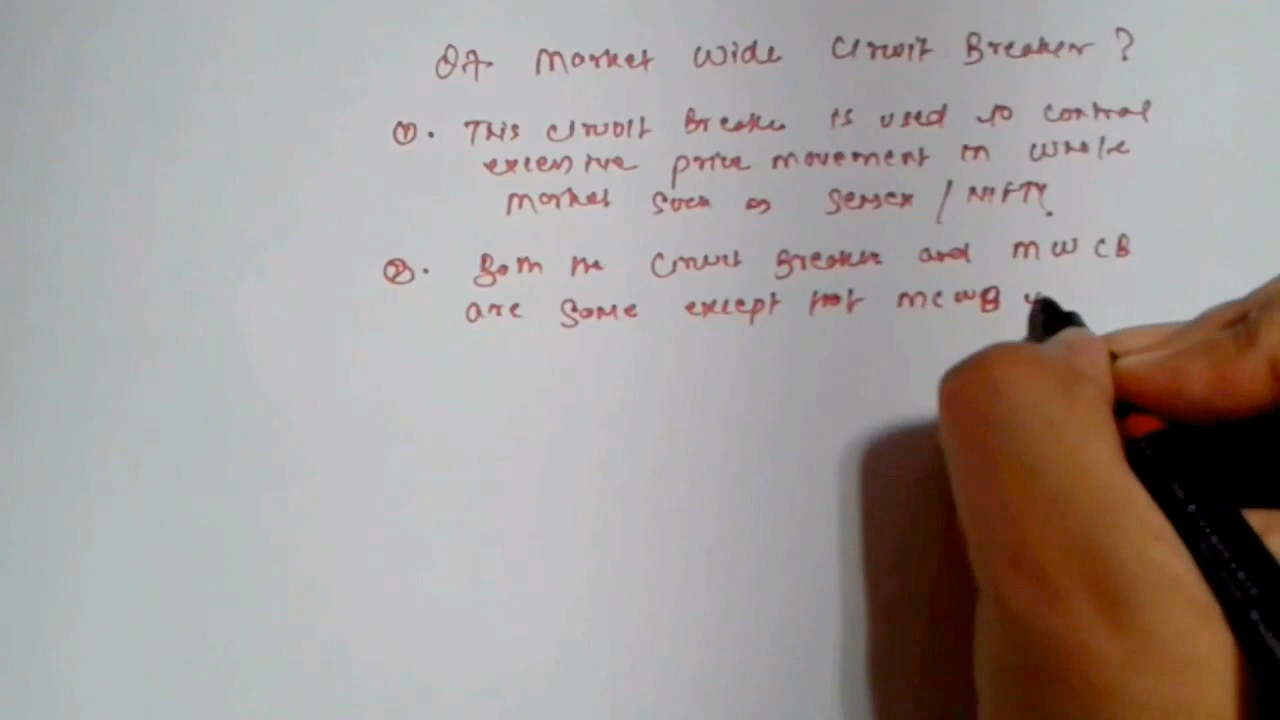 Q7. Market Wide Circuit Breaker ?
①. This circuit Breaker is used to control
excessive price movement in whole
market such as Sensex / NIFTY.
②. Both the circuit Breaker and MWCB
are same except that MCWB